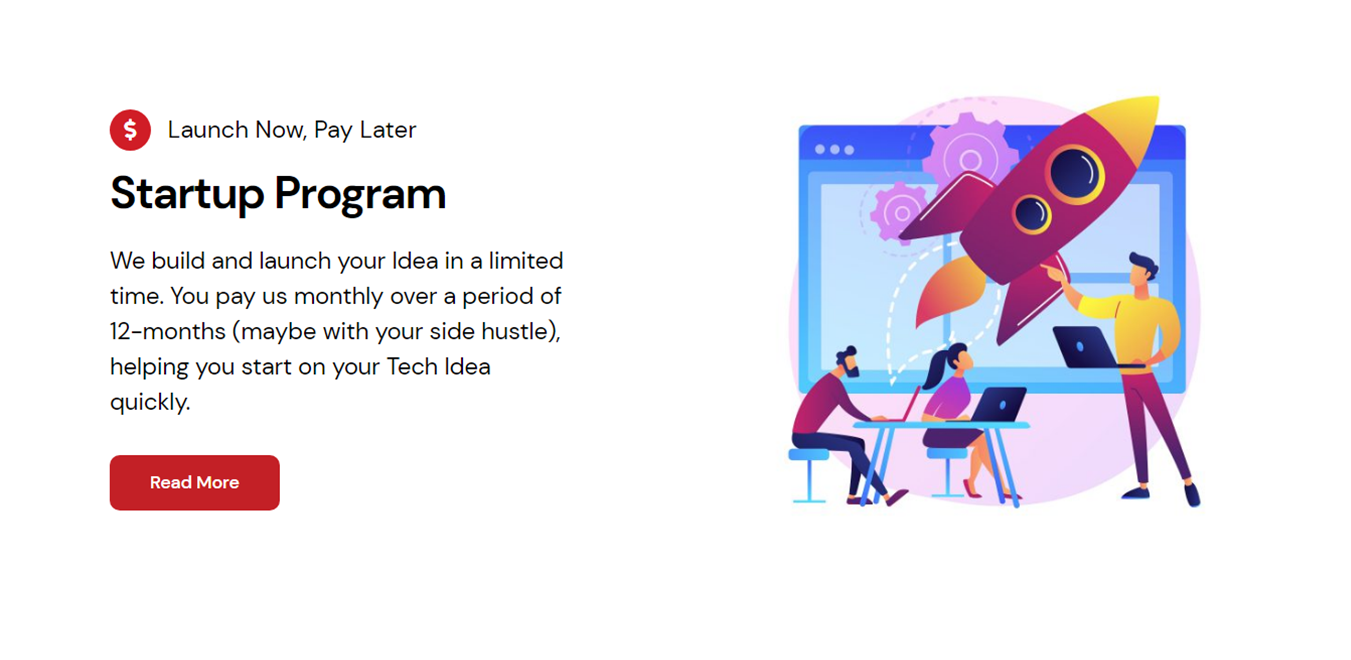 $
Launch Now, Pay Later
Startup Program
We build and launch your Idea in a limited
time. You pay us monthly over a period of
12-months (maybe with your side hustle),
helping you start on your Tech Idea
quickly.
Read More